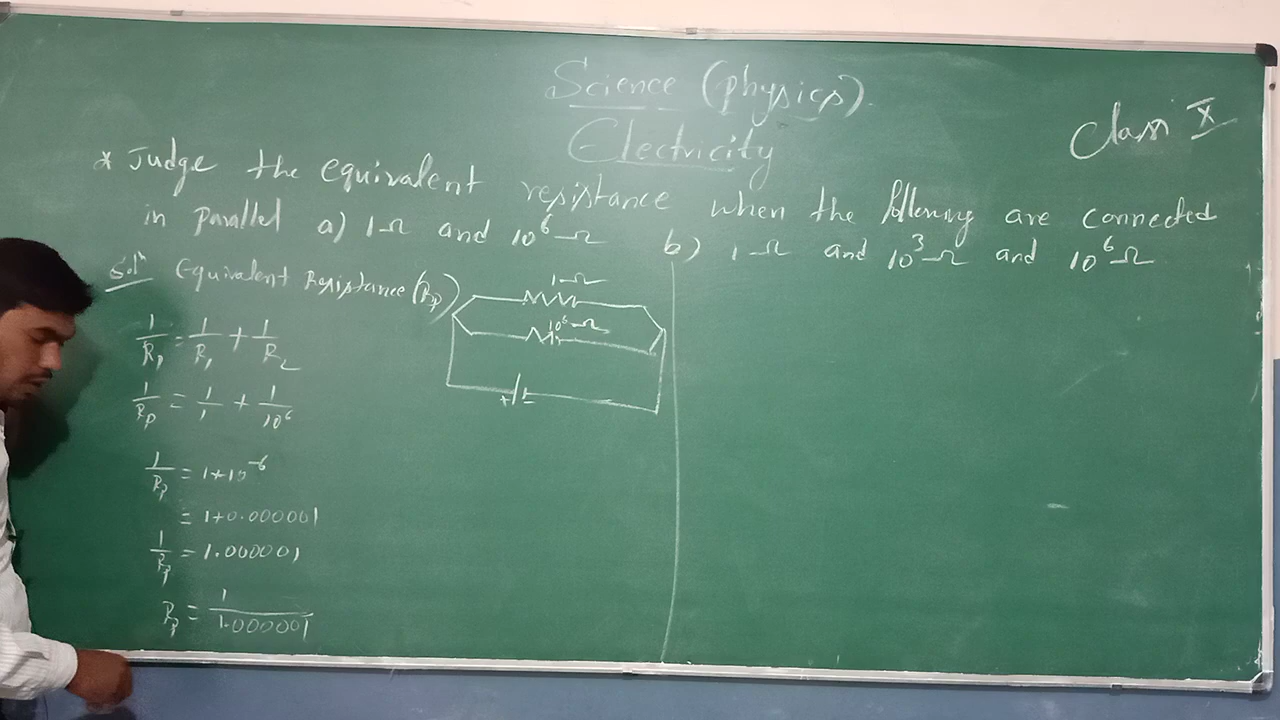 Science (physics)
Electricity
Class X
* Judge the equivalent resistance when the following are connected
in parallel a) 1Ω and 10⁶Ω b) 1Ω and 10³Ω and 10⁶Ω
Solⁿ Equivalent Resistance (Rp)
1Ω
10⁶Ω
+ -
1/Rp = 1/R₁ + 1/R₂
1/Rp = 1/1 + 1/10⁶
1/Rp = 1+10⁻⁶
= 1+0.000001
1/Rp = 1.000001
Rp = 1/1.000001